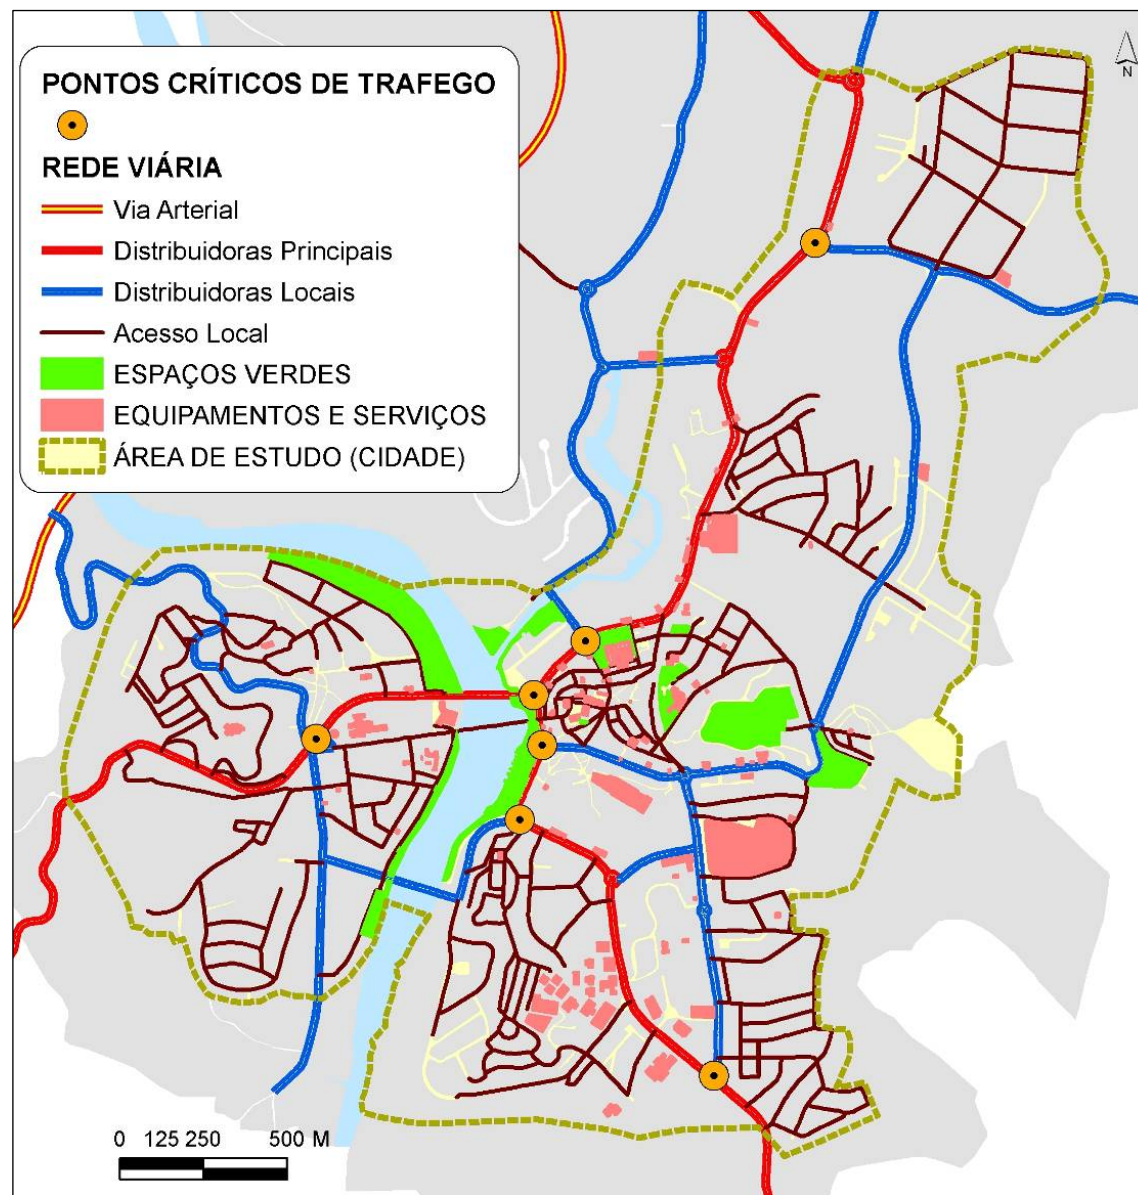 PONTOS CRÍTICOS DE TRAFEGO
REDE VIÁRIA
Via Arterial
Distribuidoras Principais
Distribuidoras Locais
Acesso Local
ESPAÇOS VERDES
EQUIPAMENTOS E SERVIÇOS
ÁREA DE ESTUDO (CIDADE)
N
0 125 250 500 M